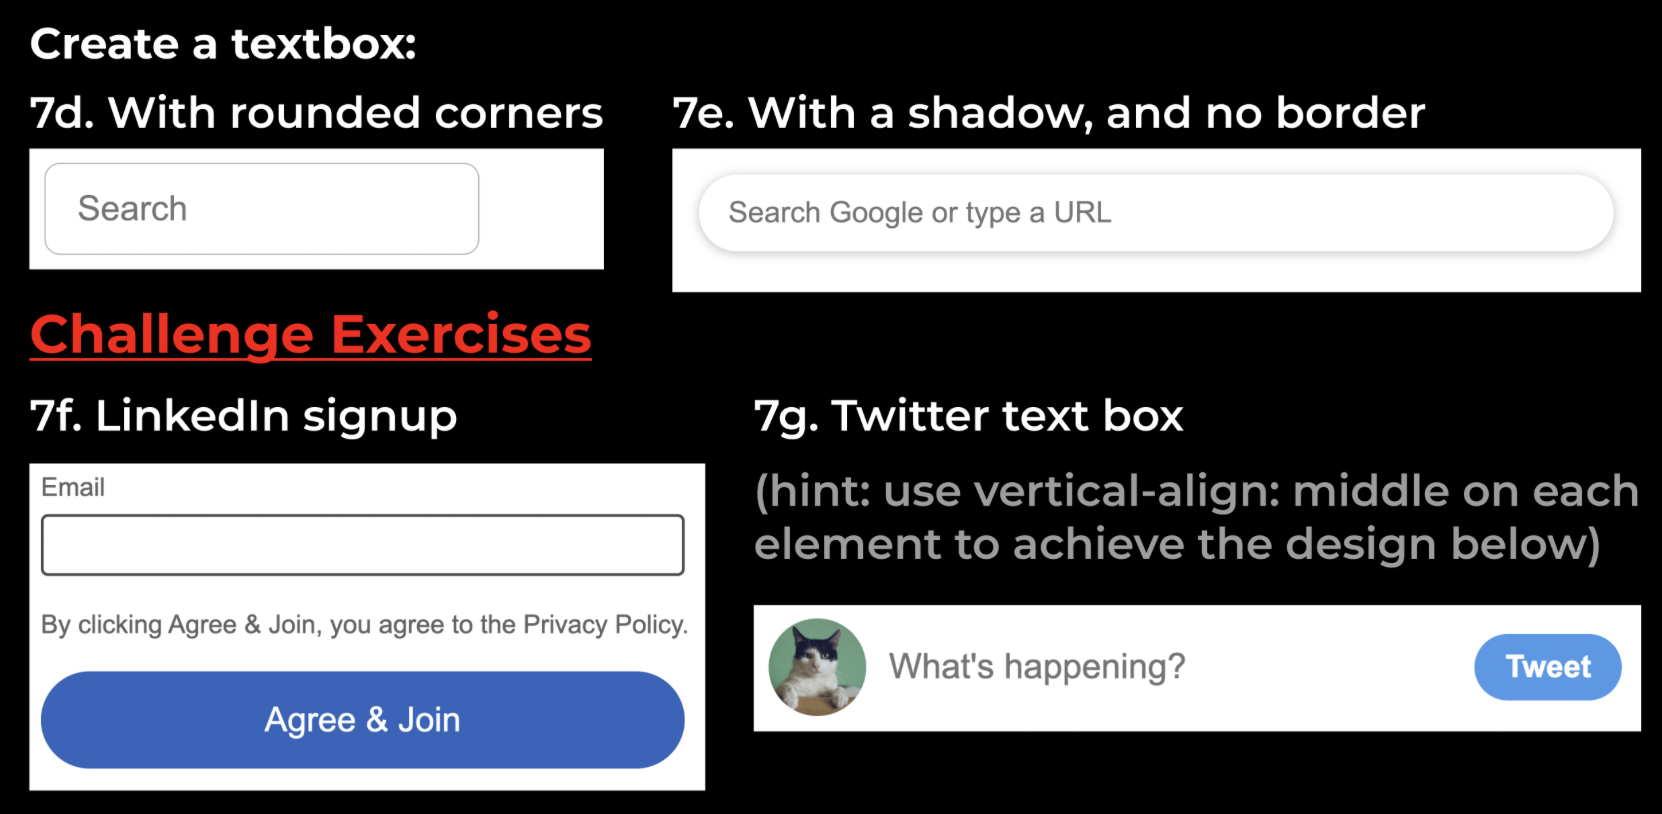 Create a textbox:
7d. With rounded corners
7e. With a shadow, and no border
Search
Search Google or type a URL
Challenge Exercises
7f. LinkedIn signup
7g. Twitter text box
(hint: use vertical-align: middle on each
element to achieve the design below)
Email
By clicking Agree & Join, you agree to the Privacy Policy.
Agree & Join
What's happening?
Tweet